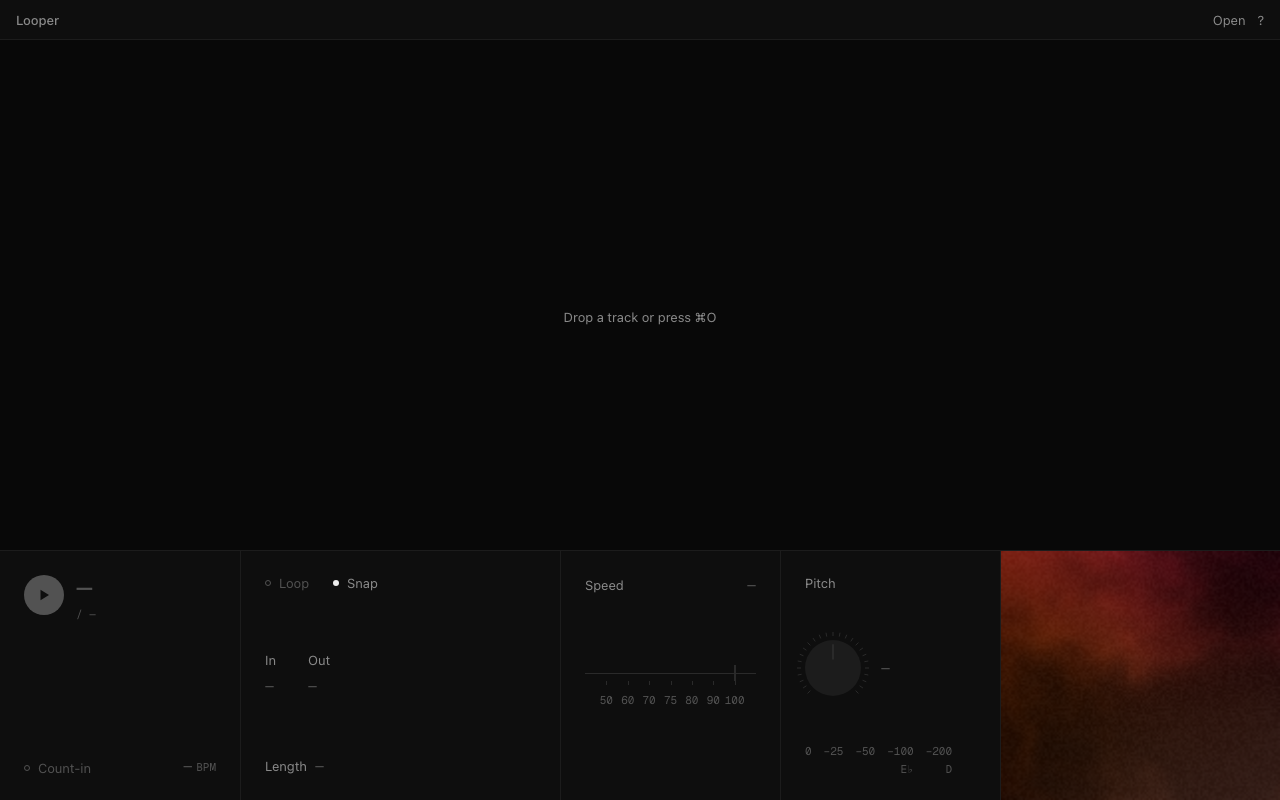 Looper
Open ?
Drop a track or press ⌘O
—
/ –
Count-in
— BPM
Loop Snap
In Out
— —
Length —
Speed —
50 60 70 75 80 90 100
Pitch
—
0 −25 −50 −100 −200
E♭ D